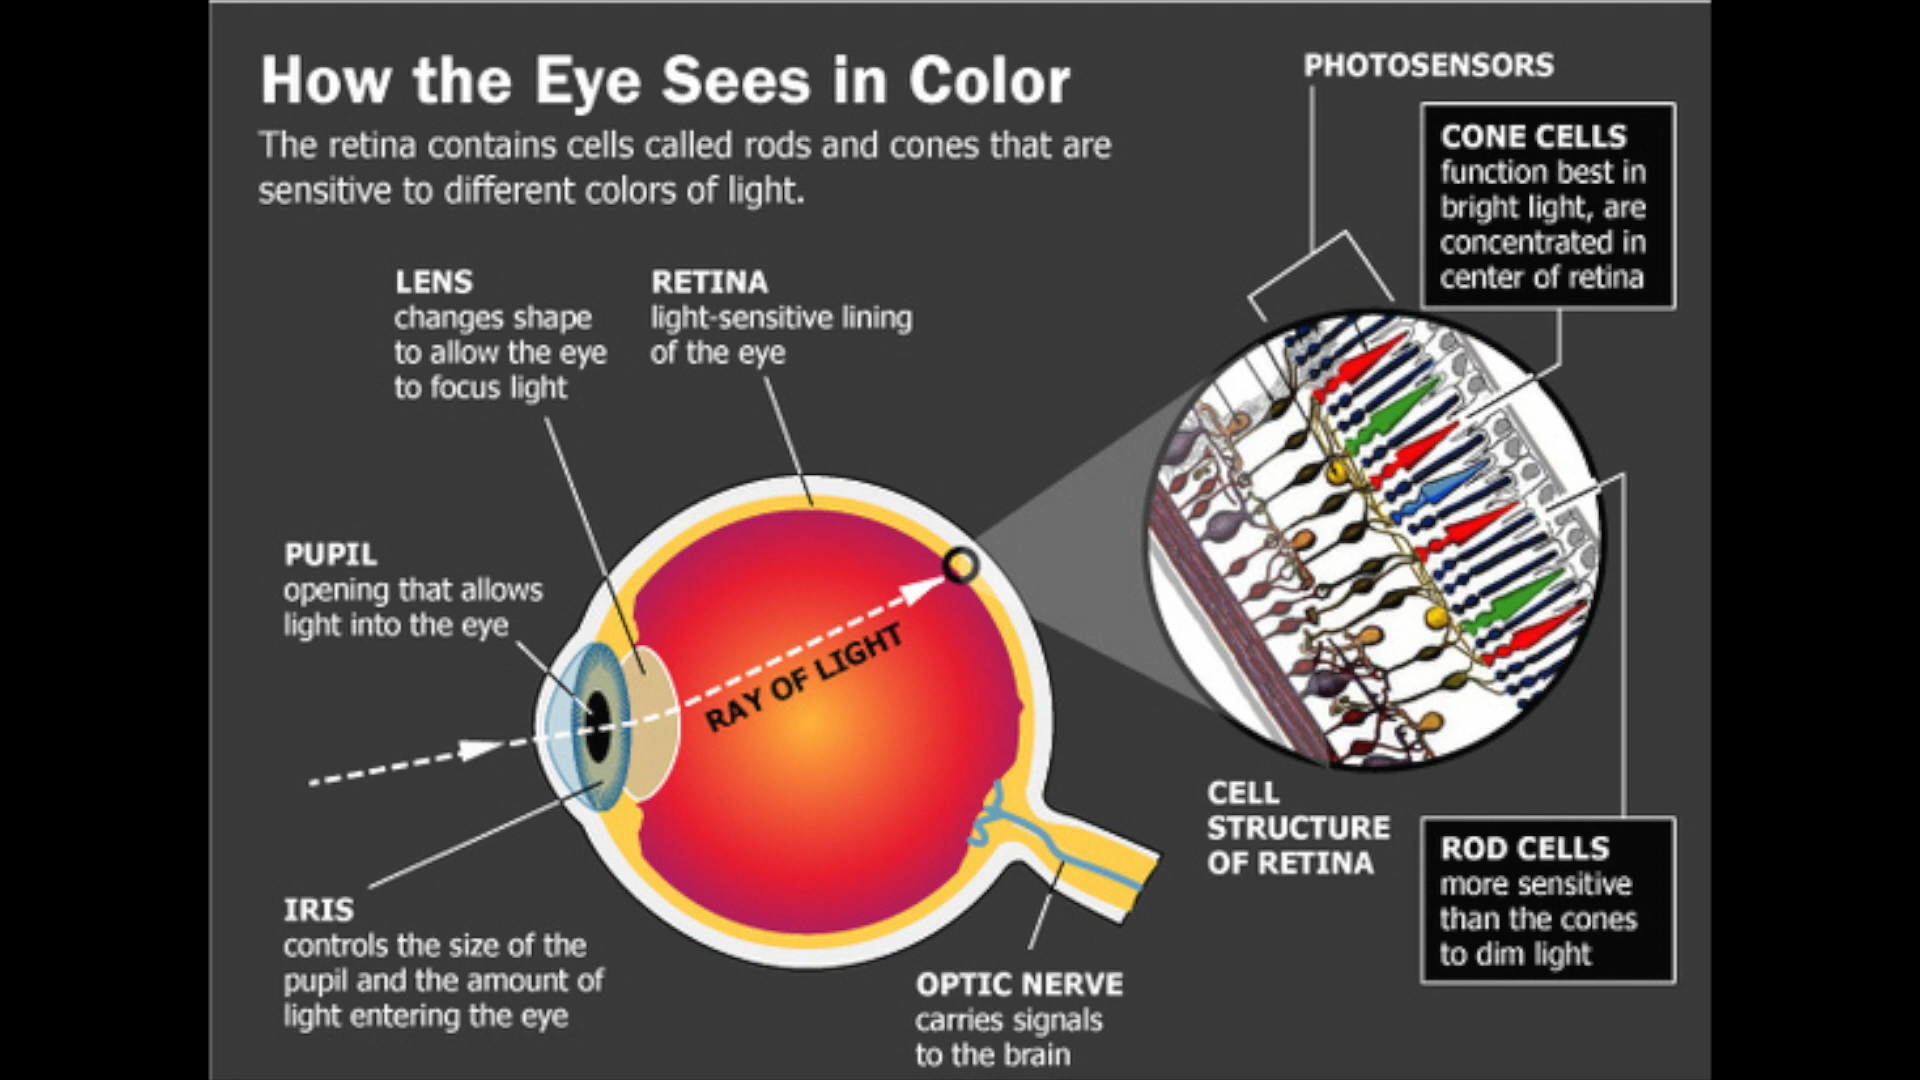 How the Eye Sees in Color
The retina contains cells called rods and cones that are
sensitive to different colors of light.
PHOTOSENSORS
CONE CELLS
function best in
bright light, are
concentrated in
center of retina
LENS
changes shape
to allow the eye
to focus light
RETINA
light-sensitive lining
of the eye
PUPIL
opening that allows
light into the eye
RAY OF LIGHT
IRIS
controls the size of the
pupil and the amount of
light entering the eye
OPTIC NERVE
carries signals
to the brain
CELL
STRUCTURE
OF RETINA
ROD CELLS
more sensitive
than the cones
to dim light